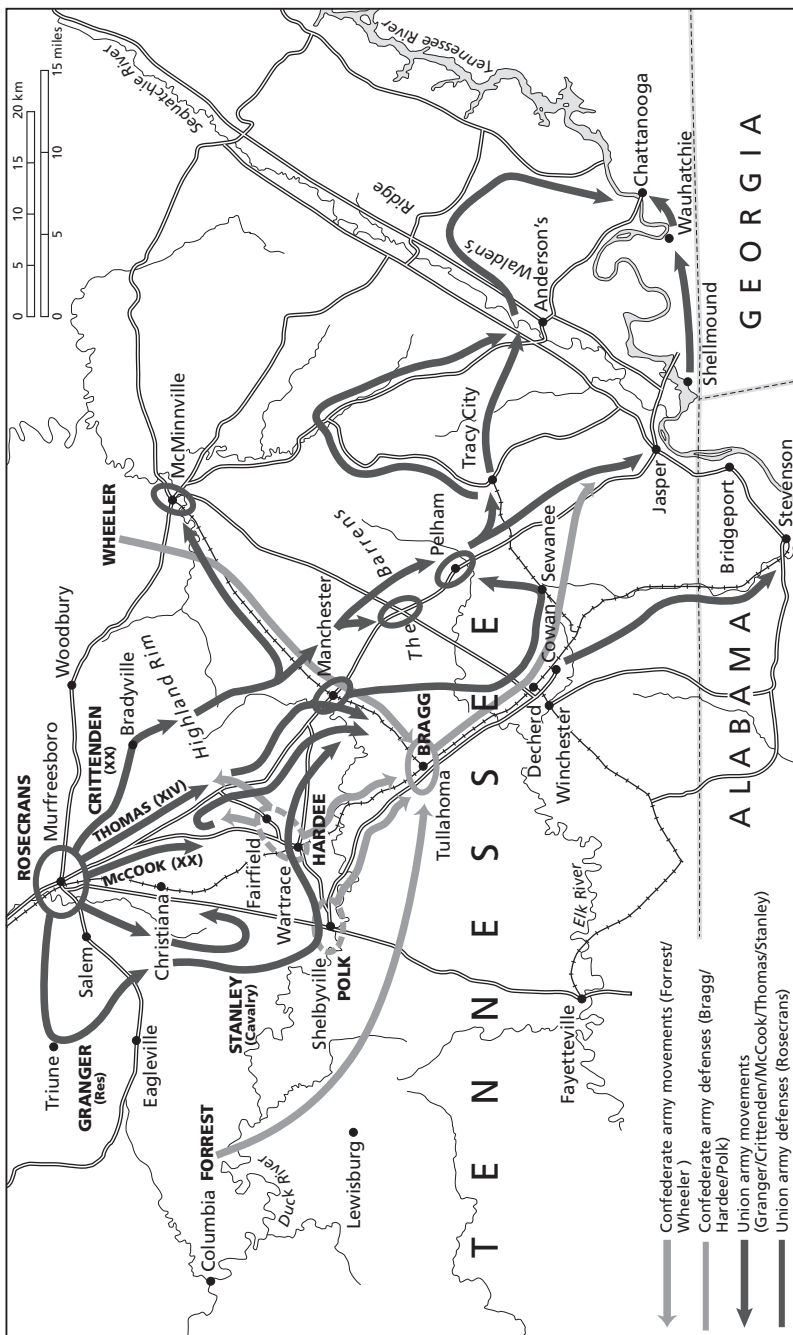 20 km
15
10
5
0
15 miles
10
5
0
Sequatchie River
Tennessee River
Walden's
Ridge
Chattanooga
Wauhatchie
Anderson's
Shellmound
GEORGIA
McMinnville
WHEELER
Tracy City
Jasper
Bridgeport
Stevenson
Woodbury
Barrens
The
Pelham
Manchester
Sewanee
Cowan
Decherd
Winchester
ALABAMA
ROSECRANS
Murfreesboro
CRITTENDEN
(XX)
Bradyville
Highland Rim
THOMAS (XIV)
McCOOK (XX)
BRAGG
Tullahoma
Fairfield
HARDEE
Wartrace
Christiana
Salem
Triune
GRANGER
(Res)
Eagleville
STANLEY
(Cavalry)
Shelbyville
POLK
TENNESSEE
Elk River
Fayetteville
Columbia
FORREST
Duck River
Lewisburg
Confederate army movements (Forrest/
Wheeler )
Confederate army defenses (Bragg/
Hardee/Polk)
Union army movements
(Granger/Crittenden/McCook/Thomas/Stanley)
Union army defenses (Rosecrans)